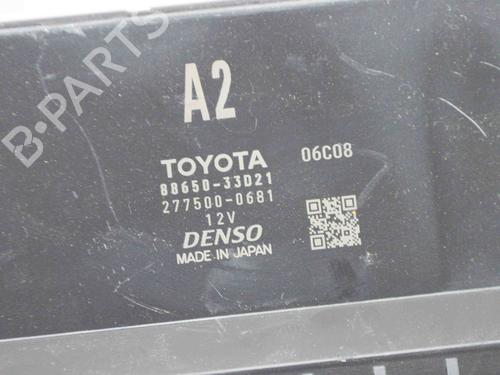 A2
TOYOTA 06C08
88650-33D21
277500-0681
12V
DENSO
MADE IN JAPAN
B-PARTS